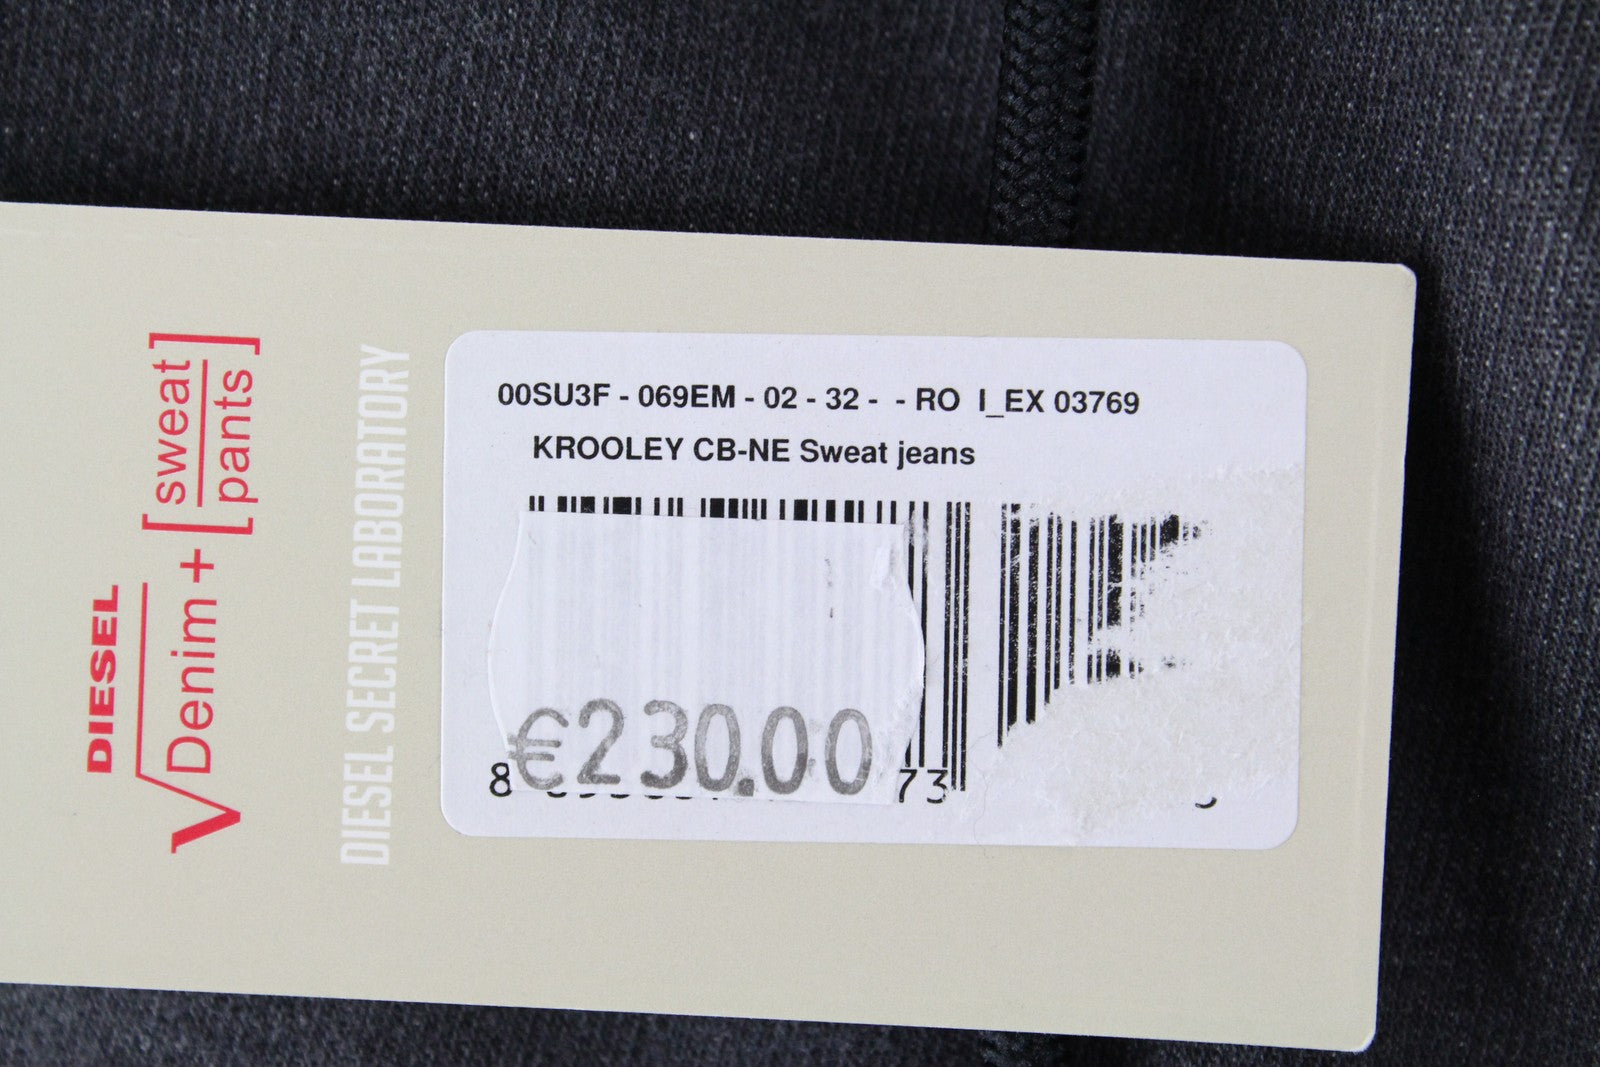 DIESEL
√Denim + [sweat
pants]
DIESEL SECRET LABORATORY
00SU3F - 069EM - 02 - 32 - - RO I_EX 03769
KROOLEY CB-NE Sweat jeans
€230.00
8 73